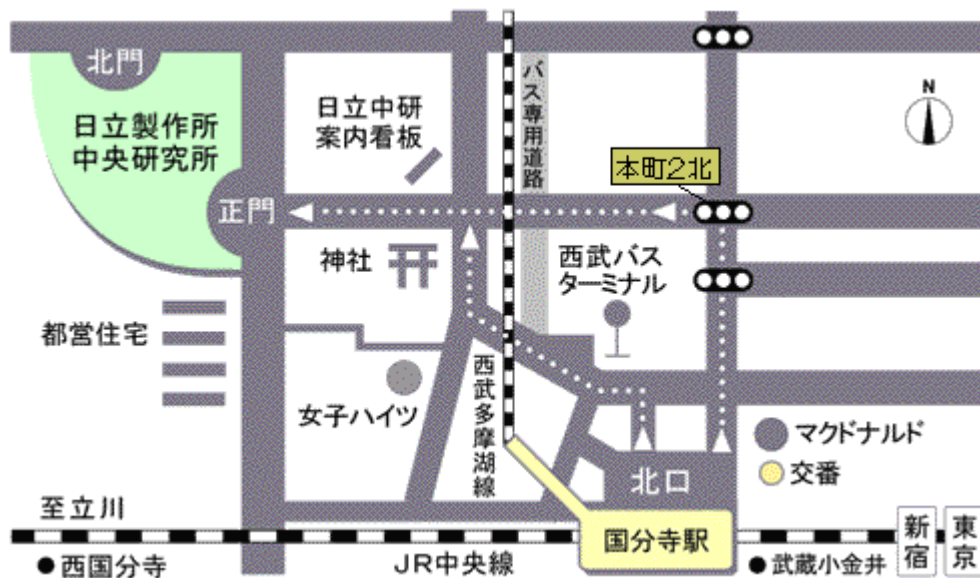 北門
日立製作所
中央研究所
日立中研
案内看板
バス専用道路
N
本町2北
正門
神社
西武バス
ターミナル
都営住宅
女子ハイツ
西武多摩湖線
マクドナルド
交番
北口
至立川
国分寺駅
新宿
東京
●西国分寺
JR中央線
●武蔵小金井